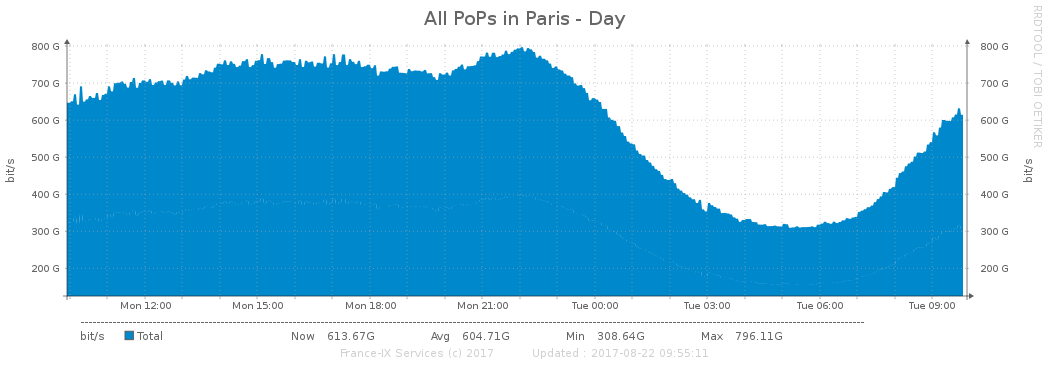 All PoPs in Paris - Day
RRDTOOL / TOBI OETIKER
bit/s
bit/s
800 G 800 G
700 G 700 G
600 G 600 G
500 G 500 G
400 G 400 G
300 G 300 G
200 G 200 G
Mon 12:00 Mon 15:00 Mon 18:00 Mon 21:00 Tue 00:00 Tue 03:00 Tue 06:00 Tue 09:00
bit/s Total Now 613.67G Avg 604.71G Min 308.64G Max 796.11G
France-IX Services (c) 2017 Updated : 2017-08-22 09:55:11